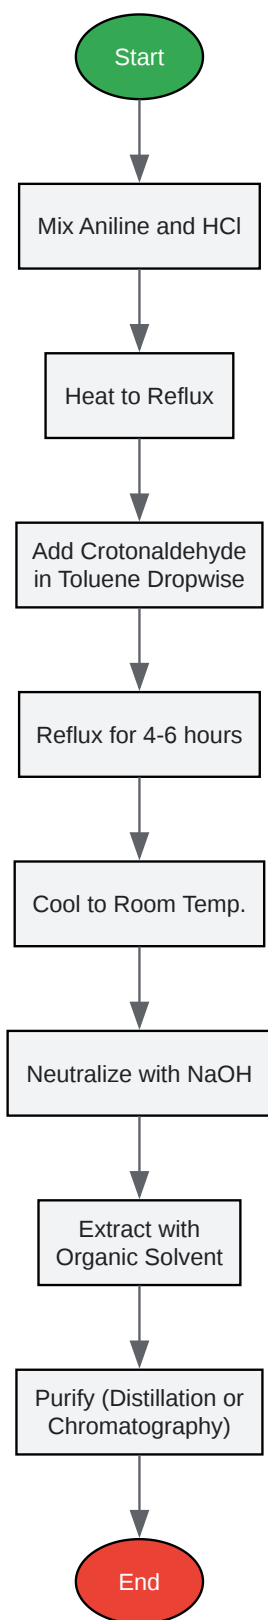 Start
Mix Aniline and HCl
Heat to Reflux
Add Crotonaldehyde
in Toluene Dropwise
Reflux for 4-6 hours
Cool to Room Temp.
Neutralize with NaOH
Extract with
Organic Solvent
Purify (Distillation or
Chromatography)
End